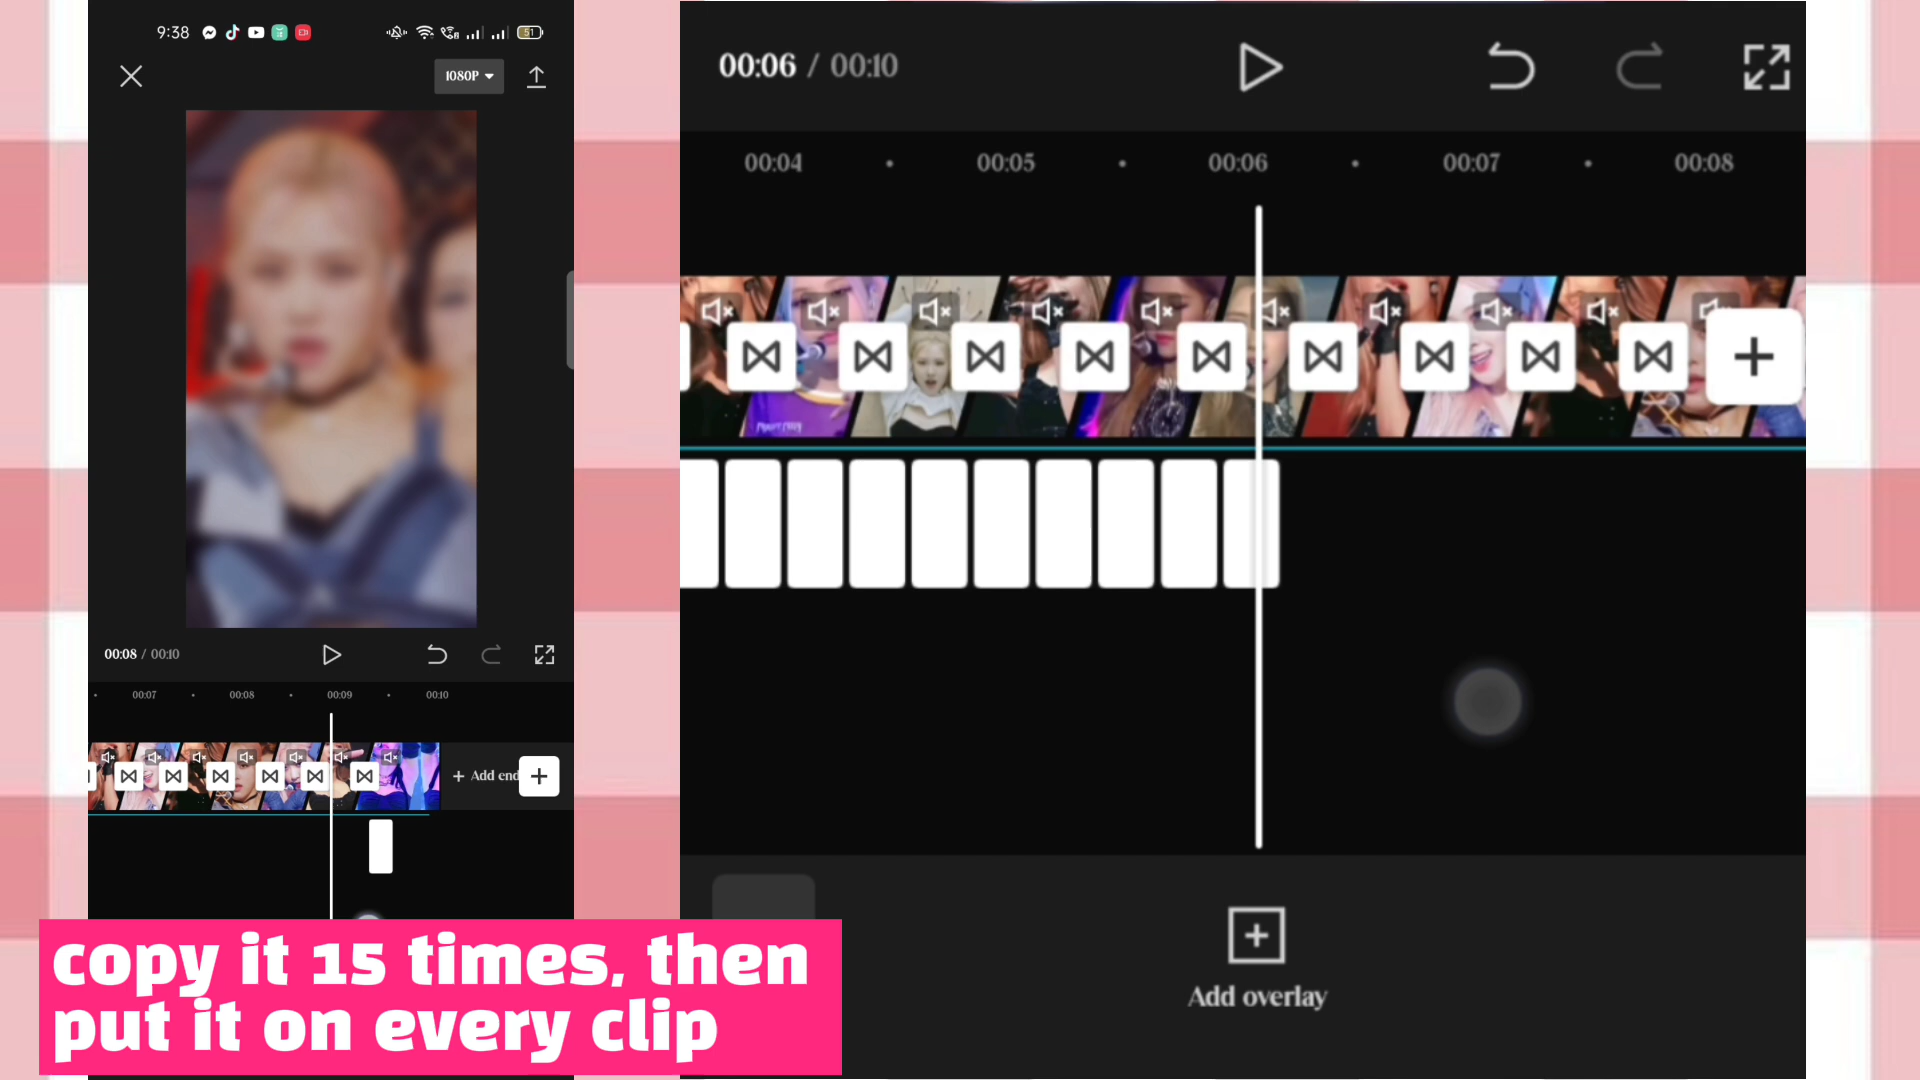 9:38
51
1080P
00:08 / 00:10
00:07
00:08
00:09
00:10
+ Add end
00:06 / 00:10
00:04
00:05
00:06
00:07
00:08
Add overlay
copy it 15 times, then
put it on every clip